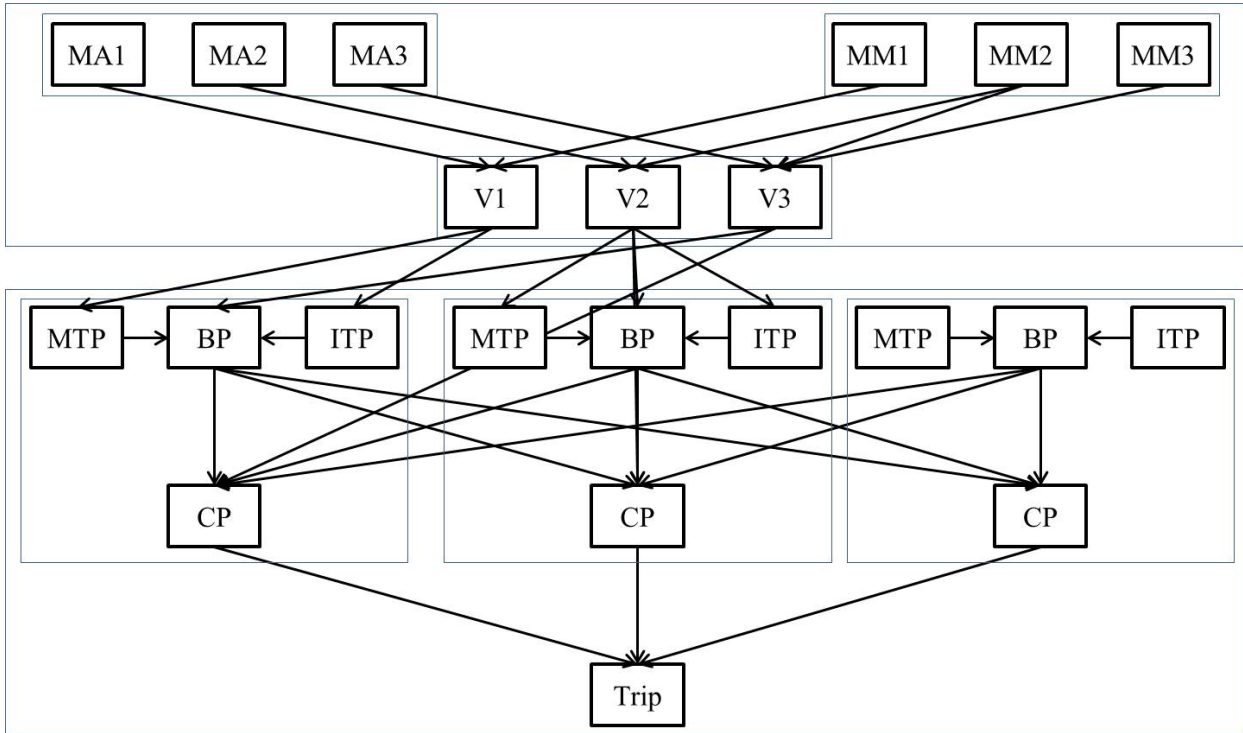 MA1 MA2 MA3 MM1 MM2 MM3
V1 V2 V3
MTP BP ITP MTP BP ITP MTP BP ITP
CP CP CP
Trip